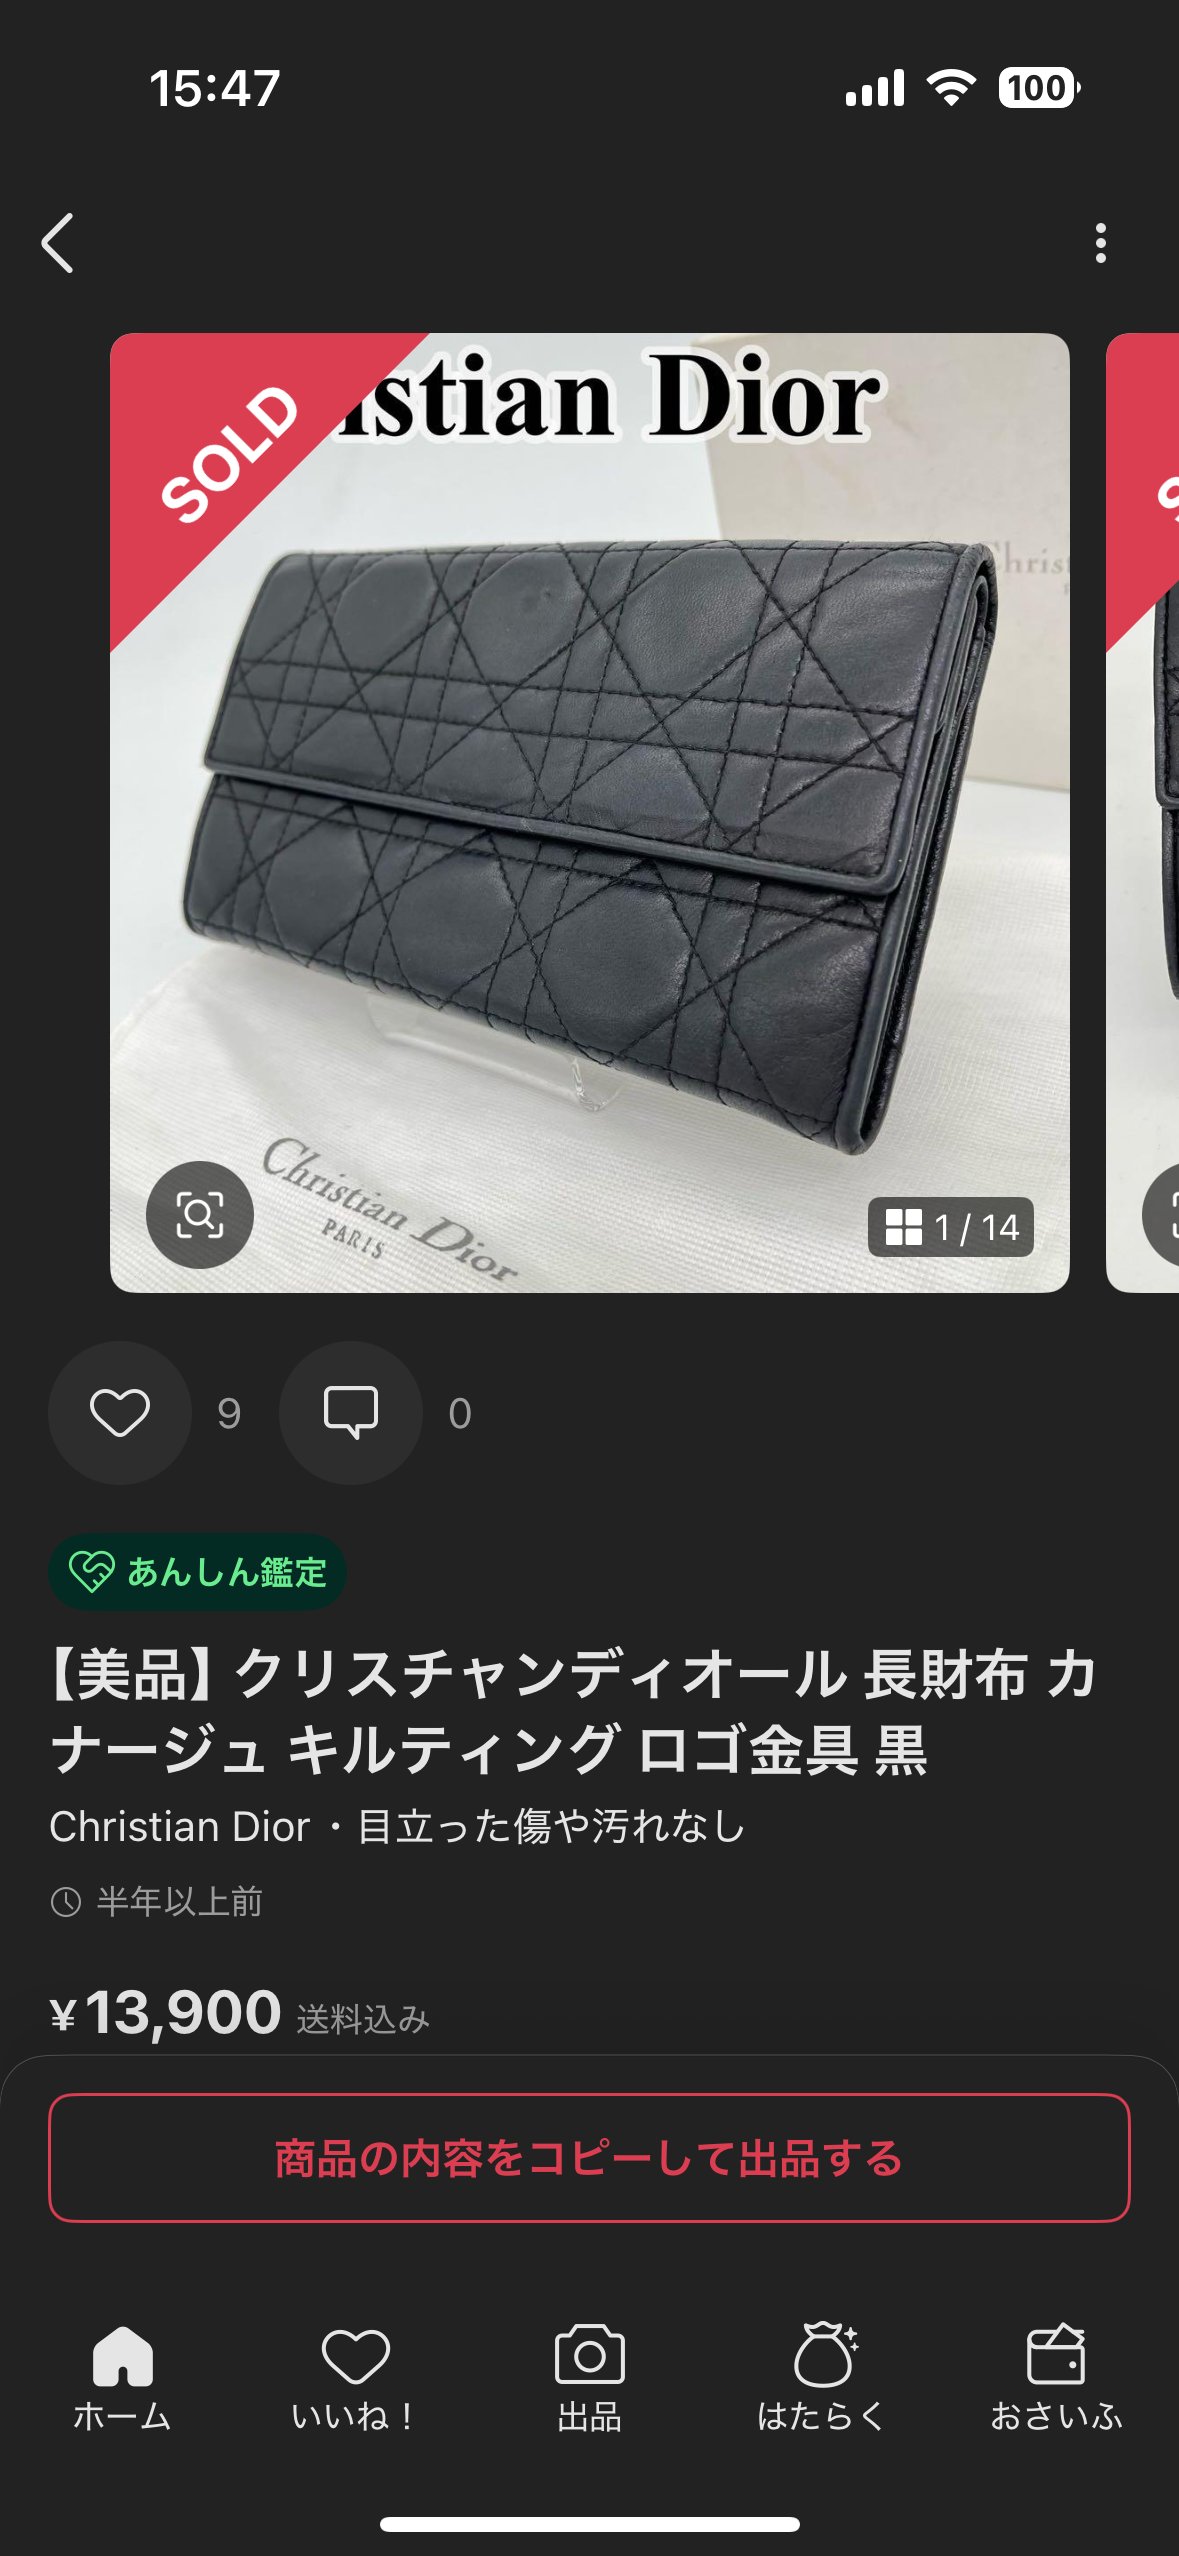 15:47
100
SOLD
istian Dior
Christ
Christian Dior
PARIS
1 / 14
9
0
あんしん鑑定
【美品】クリスチャンディオール 長財布 カ
ナージュ キルティング ロゴ金具 黒
Christian Dior・目立った傷や汚れなし
半年以上前
¥13,900 送料込み
商品の内容をコピーして出品する
ホーム
いいね！
出品
はたらく
おさいふ